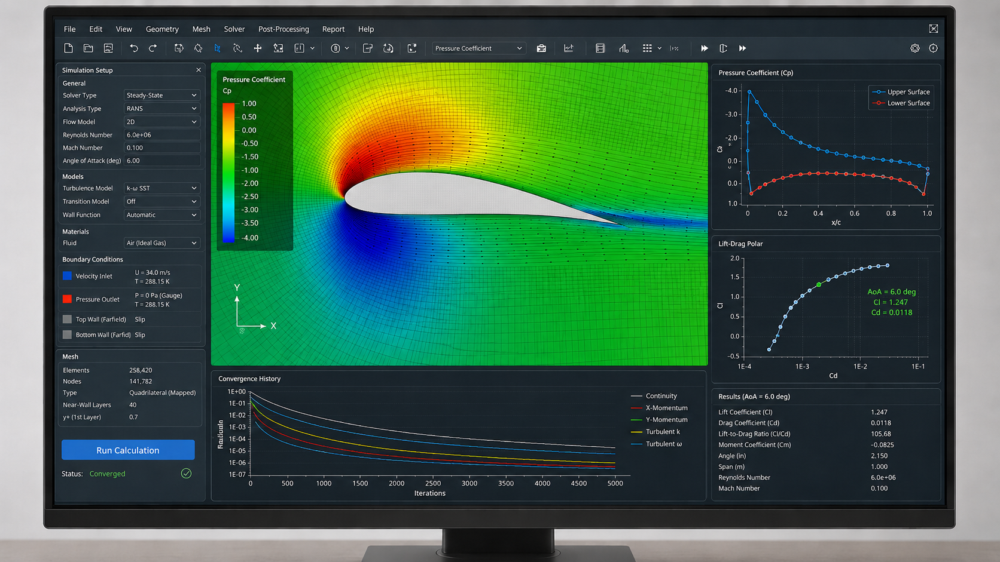 File Edit View Geometry Mesh Solver Post-Processing Report Help
Pressure Coefficient
Simulation Setup
General
Solver Type Steady-State
Analysis Type RANS
Flow Model 2D
Reynolds Number 6.0e+06
Mach Number 0.100
Angle of Attack (deg) 6.00
Models
Turbulence Model k-ω SST
Transition Model Off
Wall Function Automatic
Materials
Fluid Air (Ideal Gas)
Boundary Conditions
Velocity Inlet U = 34.0 m/s
T = 288.15 K
Pressure Outlet P = 0 Pa (Gauge)
T = 288.15 K
Top Wall (Farfield) Slip
Bottom Wall (Farfid) Slip
Mesh
Elements 258,420
Nodes 141,782
Type Quadrilateral (Mapped)
Near-Wall Layers 40
y+ (1st Layer) 0.7
Run Calculation
Status: Converged
Pressure Coefficient
Cp
1.00
0.50
0.00
-0.50
-1.50
-1.00
-2.00
-2.50
-3.00
-3.50
-4.00
Y
X
Convergence History
1E+00
1E-01
1E-02
1E-03
1E-04
1E-05
1E-06
1E-07
0 500 1000 1500 2000 2500 3000 3500 4000 4500 5000
Iterations
Continuity
X-Momentum
Y-Momentum
Turbulent k
Turbulent ω
Pressure Coefficient (Cp)
Upper Surface
Lower Surface
-4.0
-3.0
-2.0
0.0
0.0
1.0
0 0.2 0.4 0.6 0.8 1.0
x/c
Lift-Drag Polar
2.0
1.5
1.0
0.5
0.0
-0.5
Cl
AoA = 6.0 deg
Cl = 1.247
Cd = 0.0118
1E-4 1E-3 1E-2 1E-1
Cd
Results (AoA = 6.0 deg)
Lift Coefficient (Cl) 1.247
Drag Coefficient (Cd) 0.0118
Lift-to-Drag Ratio (Cl/Cd) 105.68
Moment Coefficient (Cm) -0.0825
Angle (in) 2.150
Span (m) 1.000
Reynolds Number 6.0e+06
Mach Number 0.100